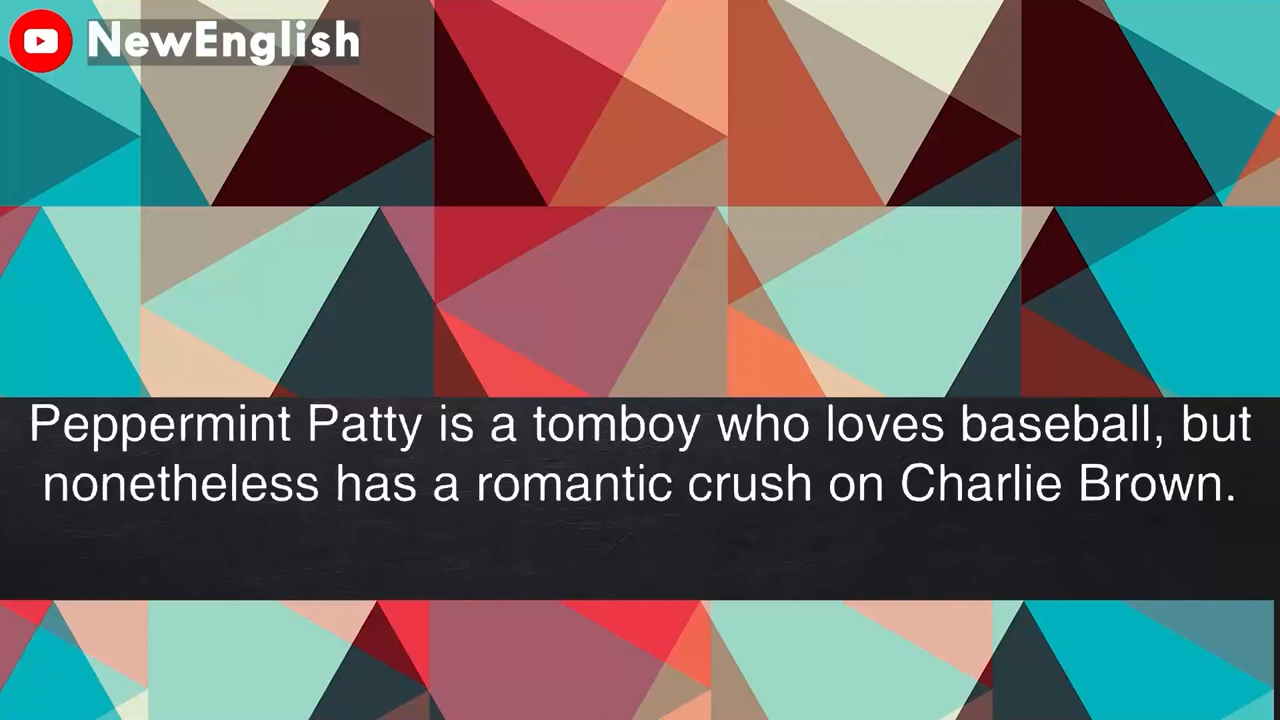 NewEnglish
Peppermint Patty is a tomboy who loves baseball, but
nonetheless has a romantic crush on Charlie Brown.